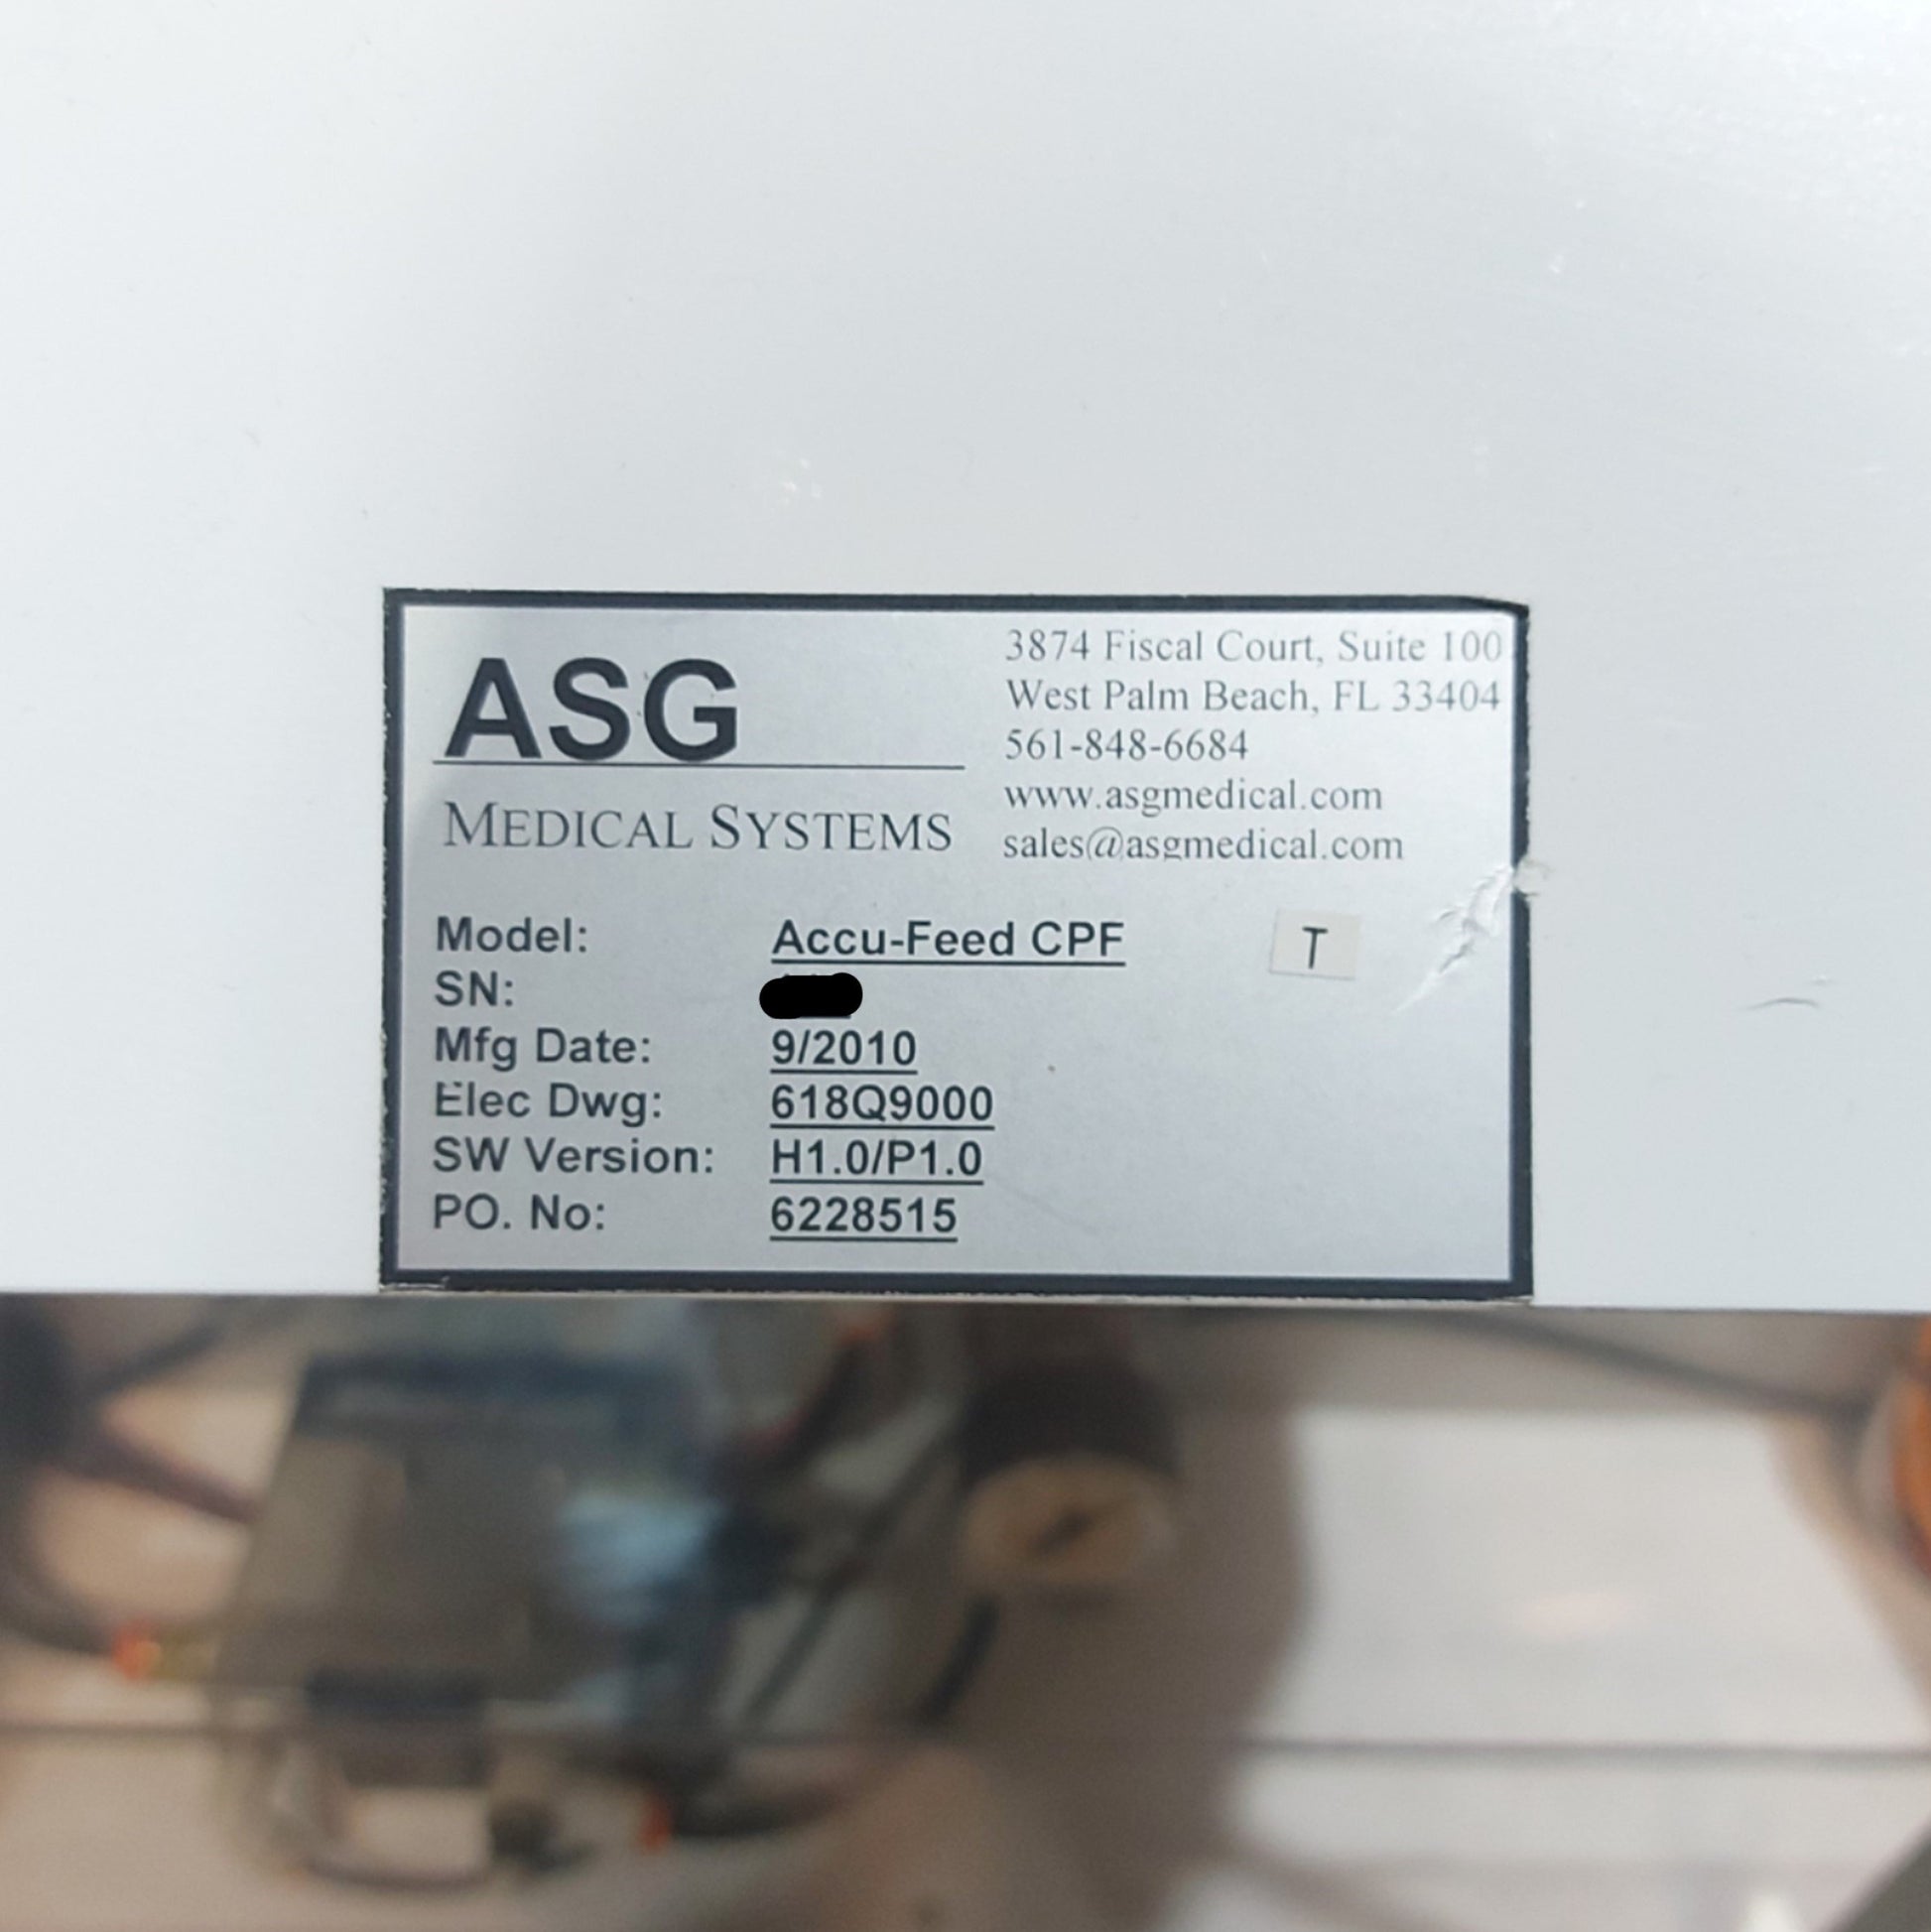 ASG
MEDICAL SYSTEMS
3874 Fiscal Court, Suite 100
West Palm Beach, FL 33404
561-848-6684
www.asgmedical.com
sales@asgmedical.com
Model: Accu-Feed CPF T
SN:
Mfg Date: 9/2010
Elec Dwg: 618Q9000
SW Version: H1.0/P1.0
PO. No: 6228515